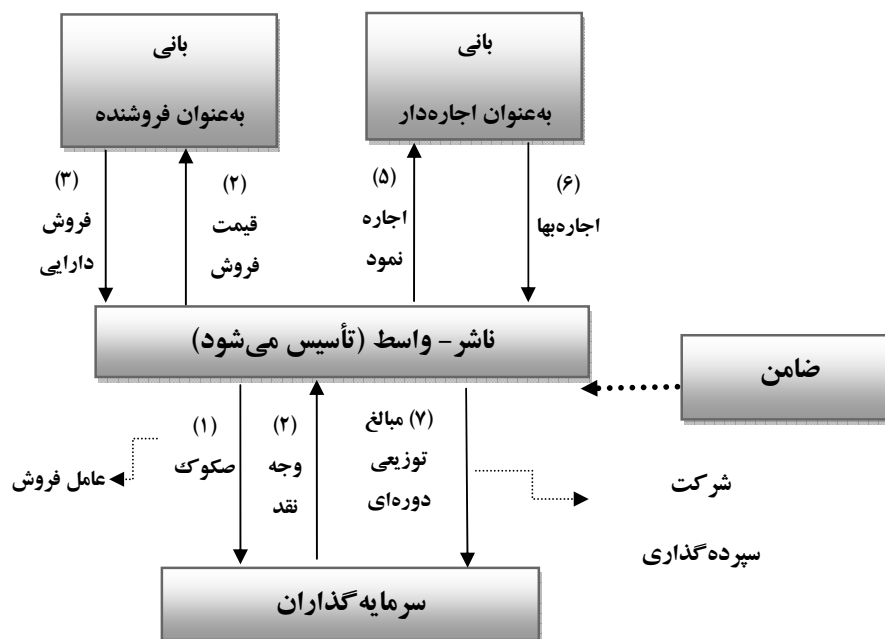 بانی
به‌عنوان فروشنده
بانی
به‌عنوان اجاره‌دار
(۳)
فروش
دارایی
(۲)
قیمت
فروش
(۵)
اجاره
نمود
(۶)
اجاره‌بها
ناشر - واسط (تأسیس می‌شود)
ضامن
(۱)
صکوک
عامل فروش
(۲)
وجه
نقد
(۷) مبالغ
توزیعی
دوره‌ای
شرکت
سپرده‌گذاری
سرمایه‌گذاران